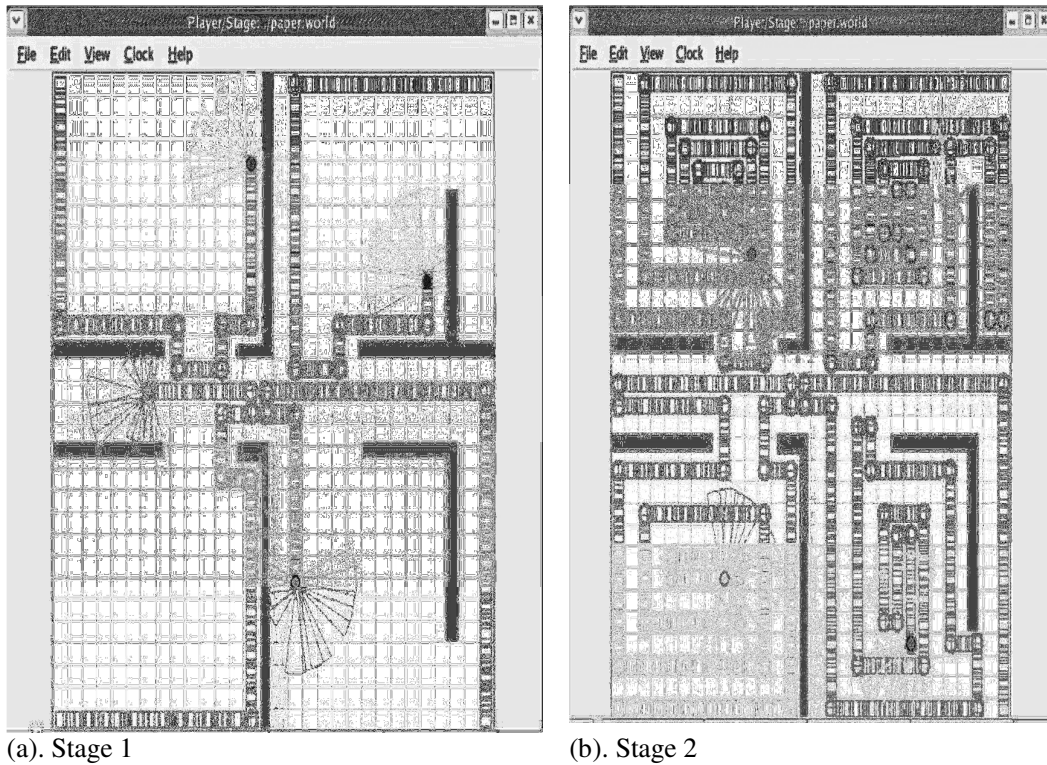 Player/Stage: ./paper.world
File Edit View Clock Help
Player/Stage: ./paper.world
File Edit View Clock Help
(a). Stage 1
(b). Stage 2